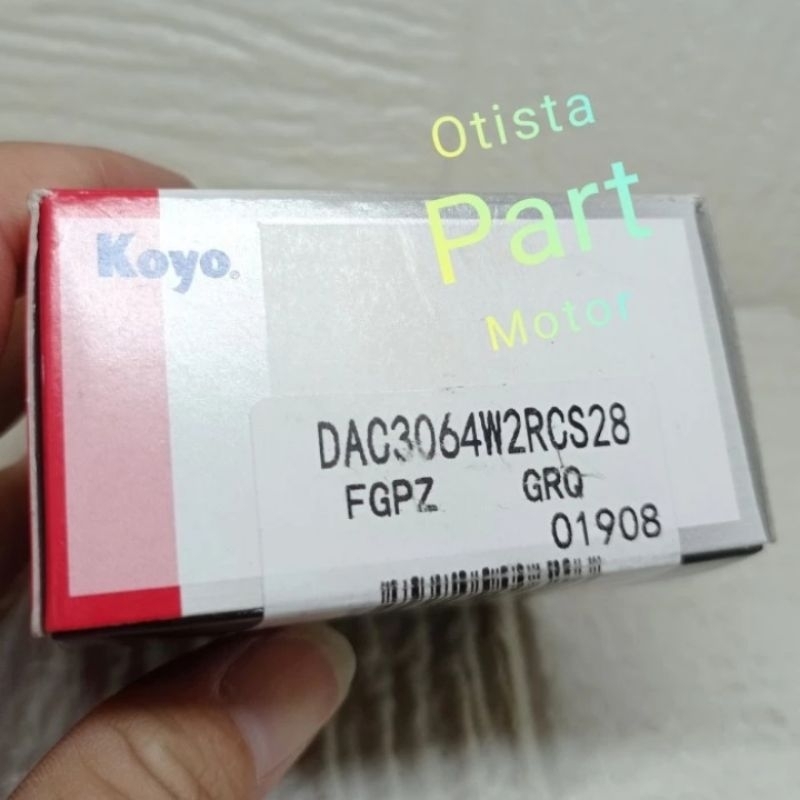 Otista
Part
Motor
Koyo®
DAC3064W2RCS28
FGPZ GRQ
01908